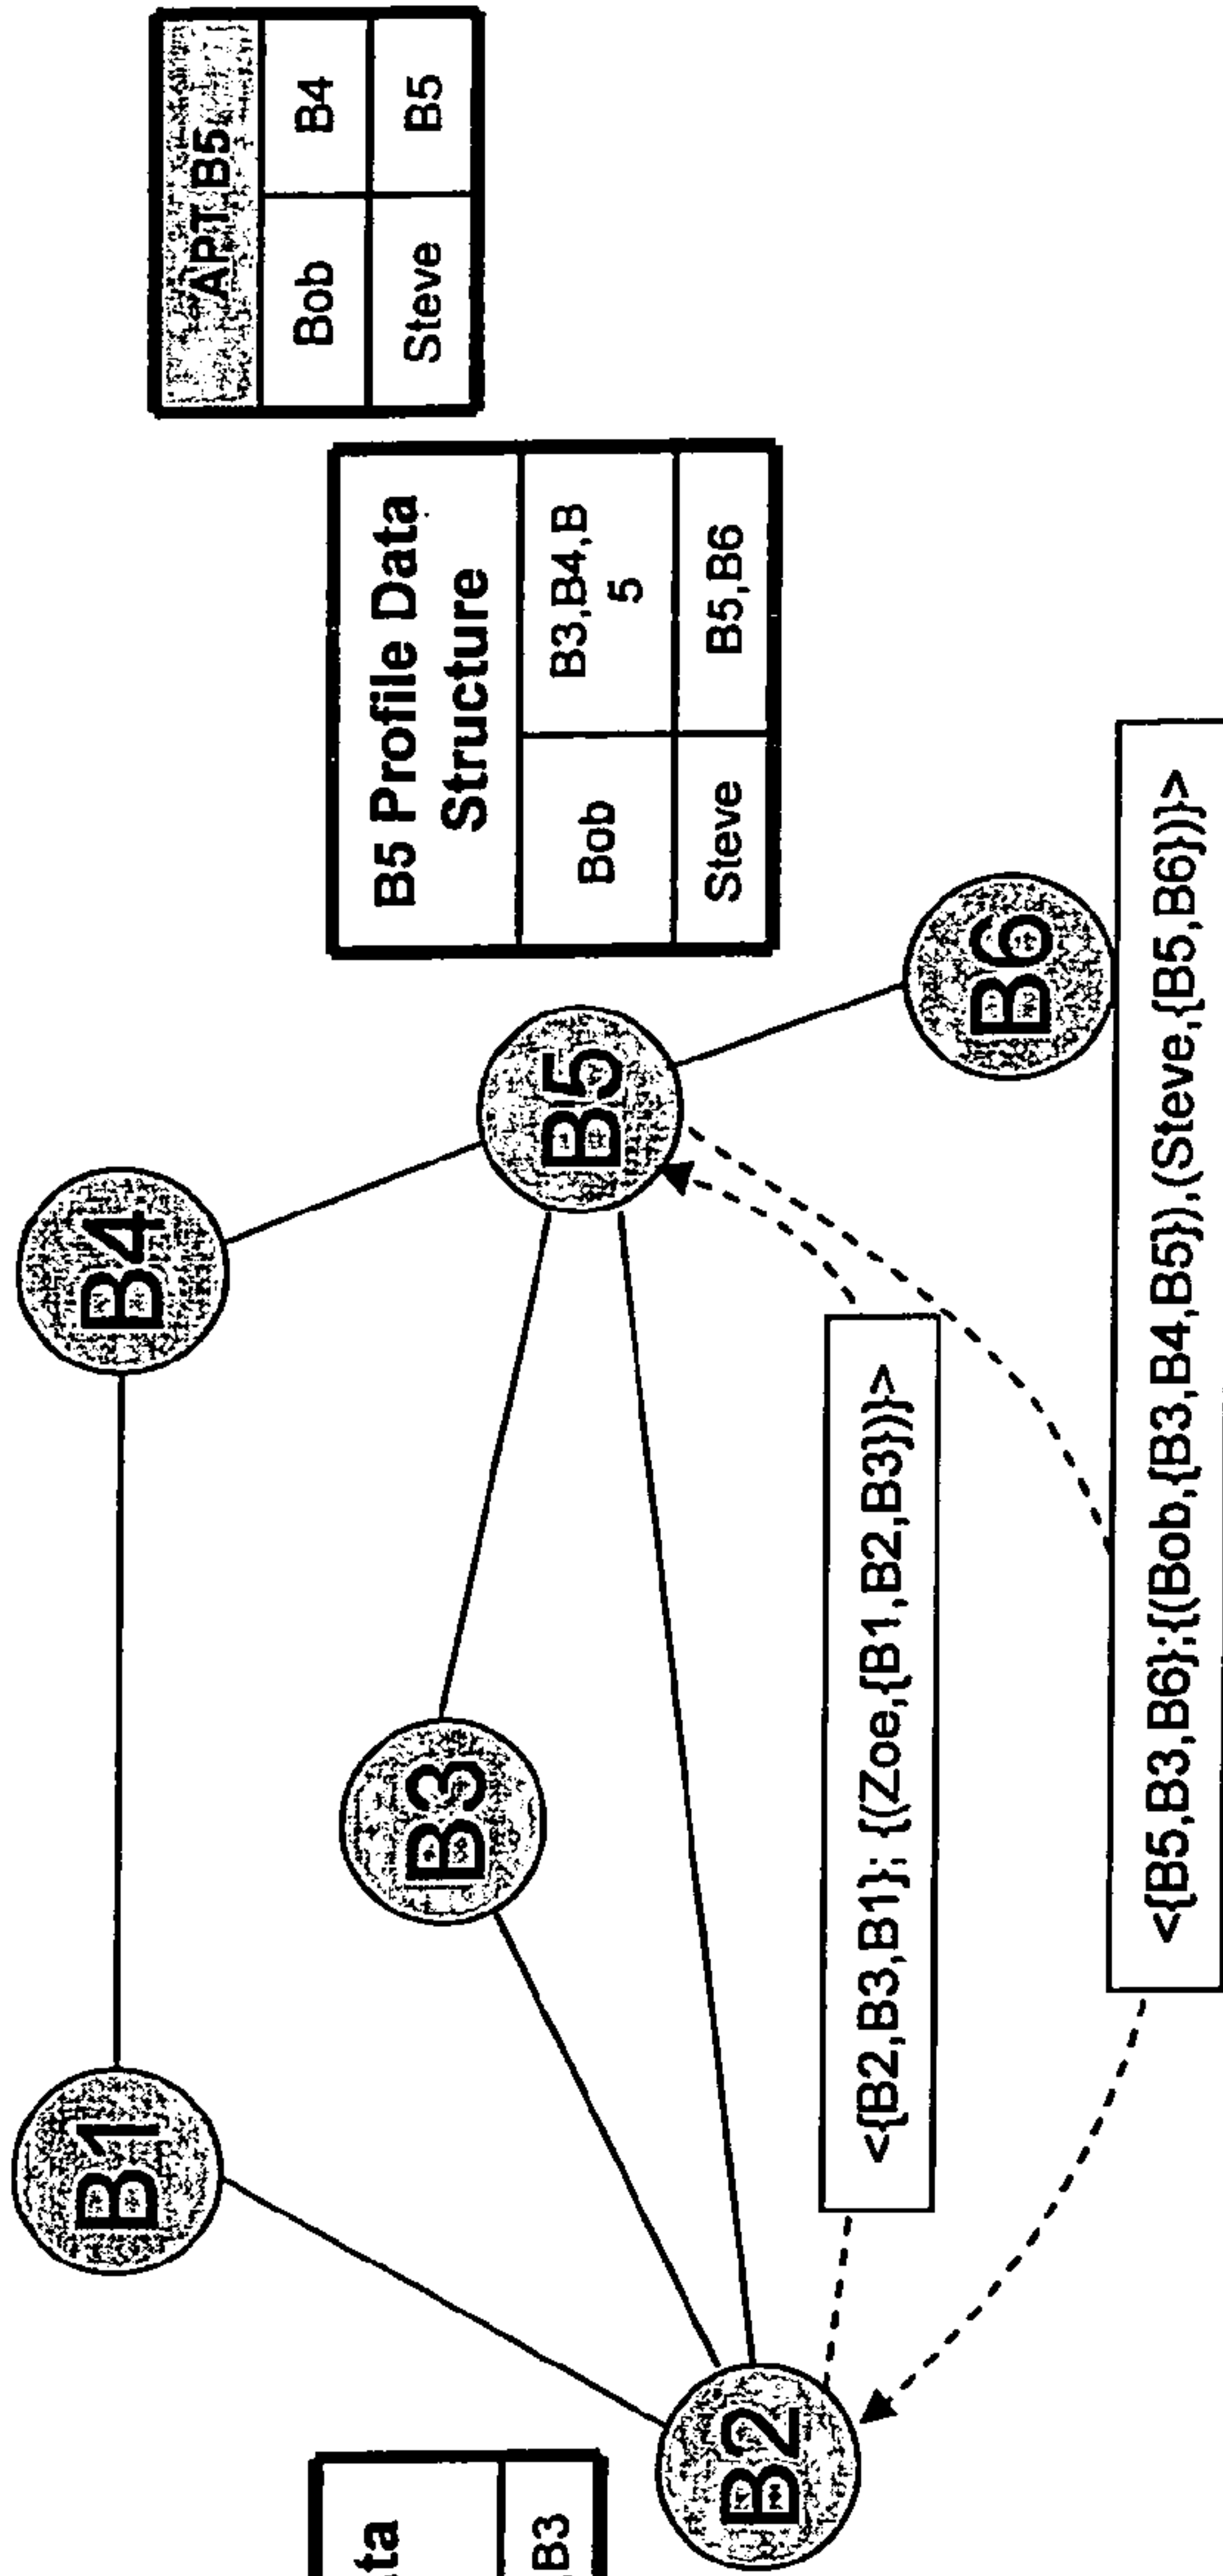 APT B5
Bob B4
Steve B5
B5 Profile Data
Structure
Bob B3,B4,B
5
Steve B5,B6
ta
B3
B1
B4
B3
B5
B2
B6
<{B2,B3,B1}; {(Zoe,{B1,B2,B3})}>
<{B5,B3,B6};{(Bob,{B3,B4,B5}),(Steve,{B5,B6})}>